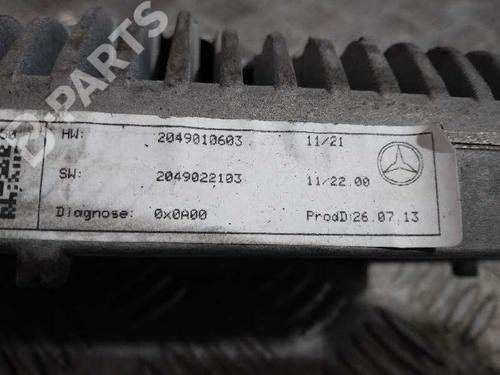 B-PARTS
HW: 2049010603 11/21
SW: 2049022103 11/22.00
Diagnose: 0x0A00 ProdD:26.07.13